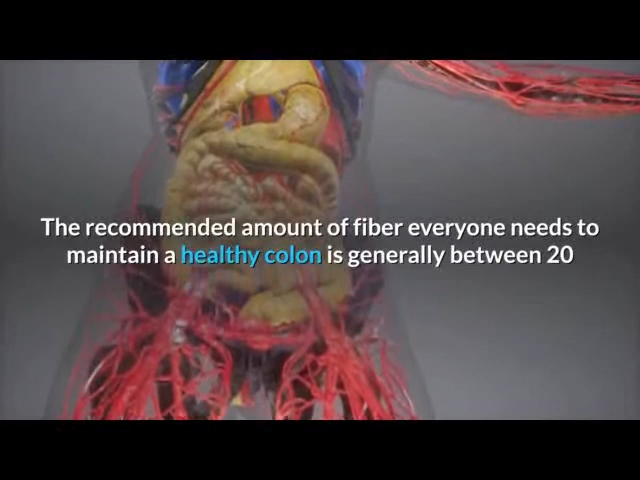 The recommended amount of fiber everyone needs to
maintain a healthy colon is generally between 20